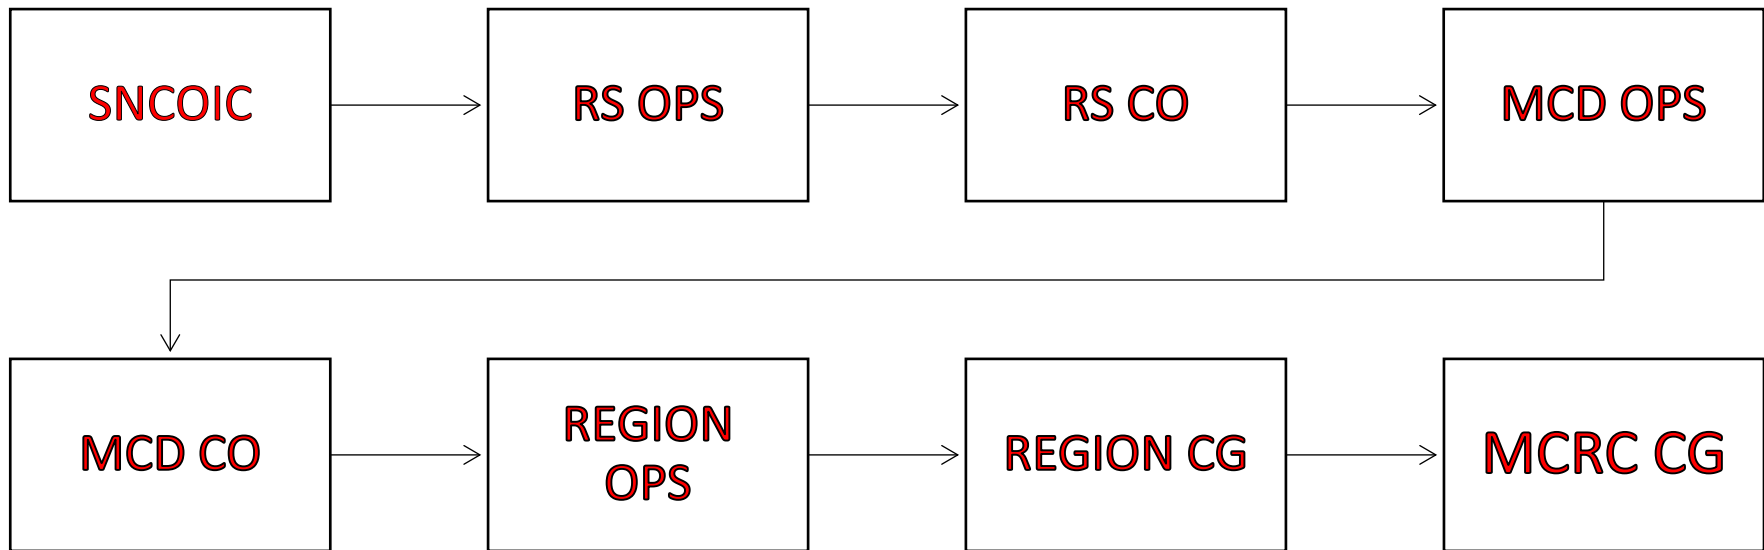 SNCOIC
RS OPS
RS CO
MCD OPS
MCD CO
REGION
OPS
REGION CG
MCRC CG